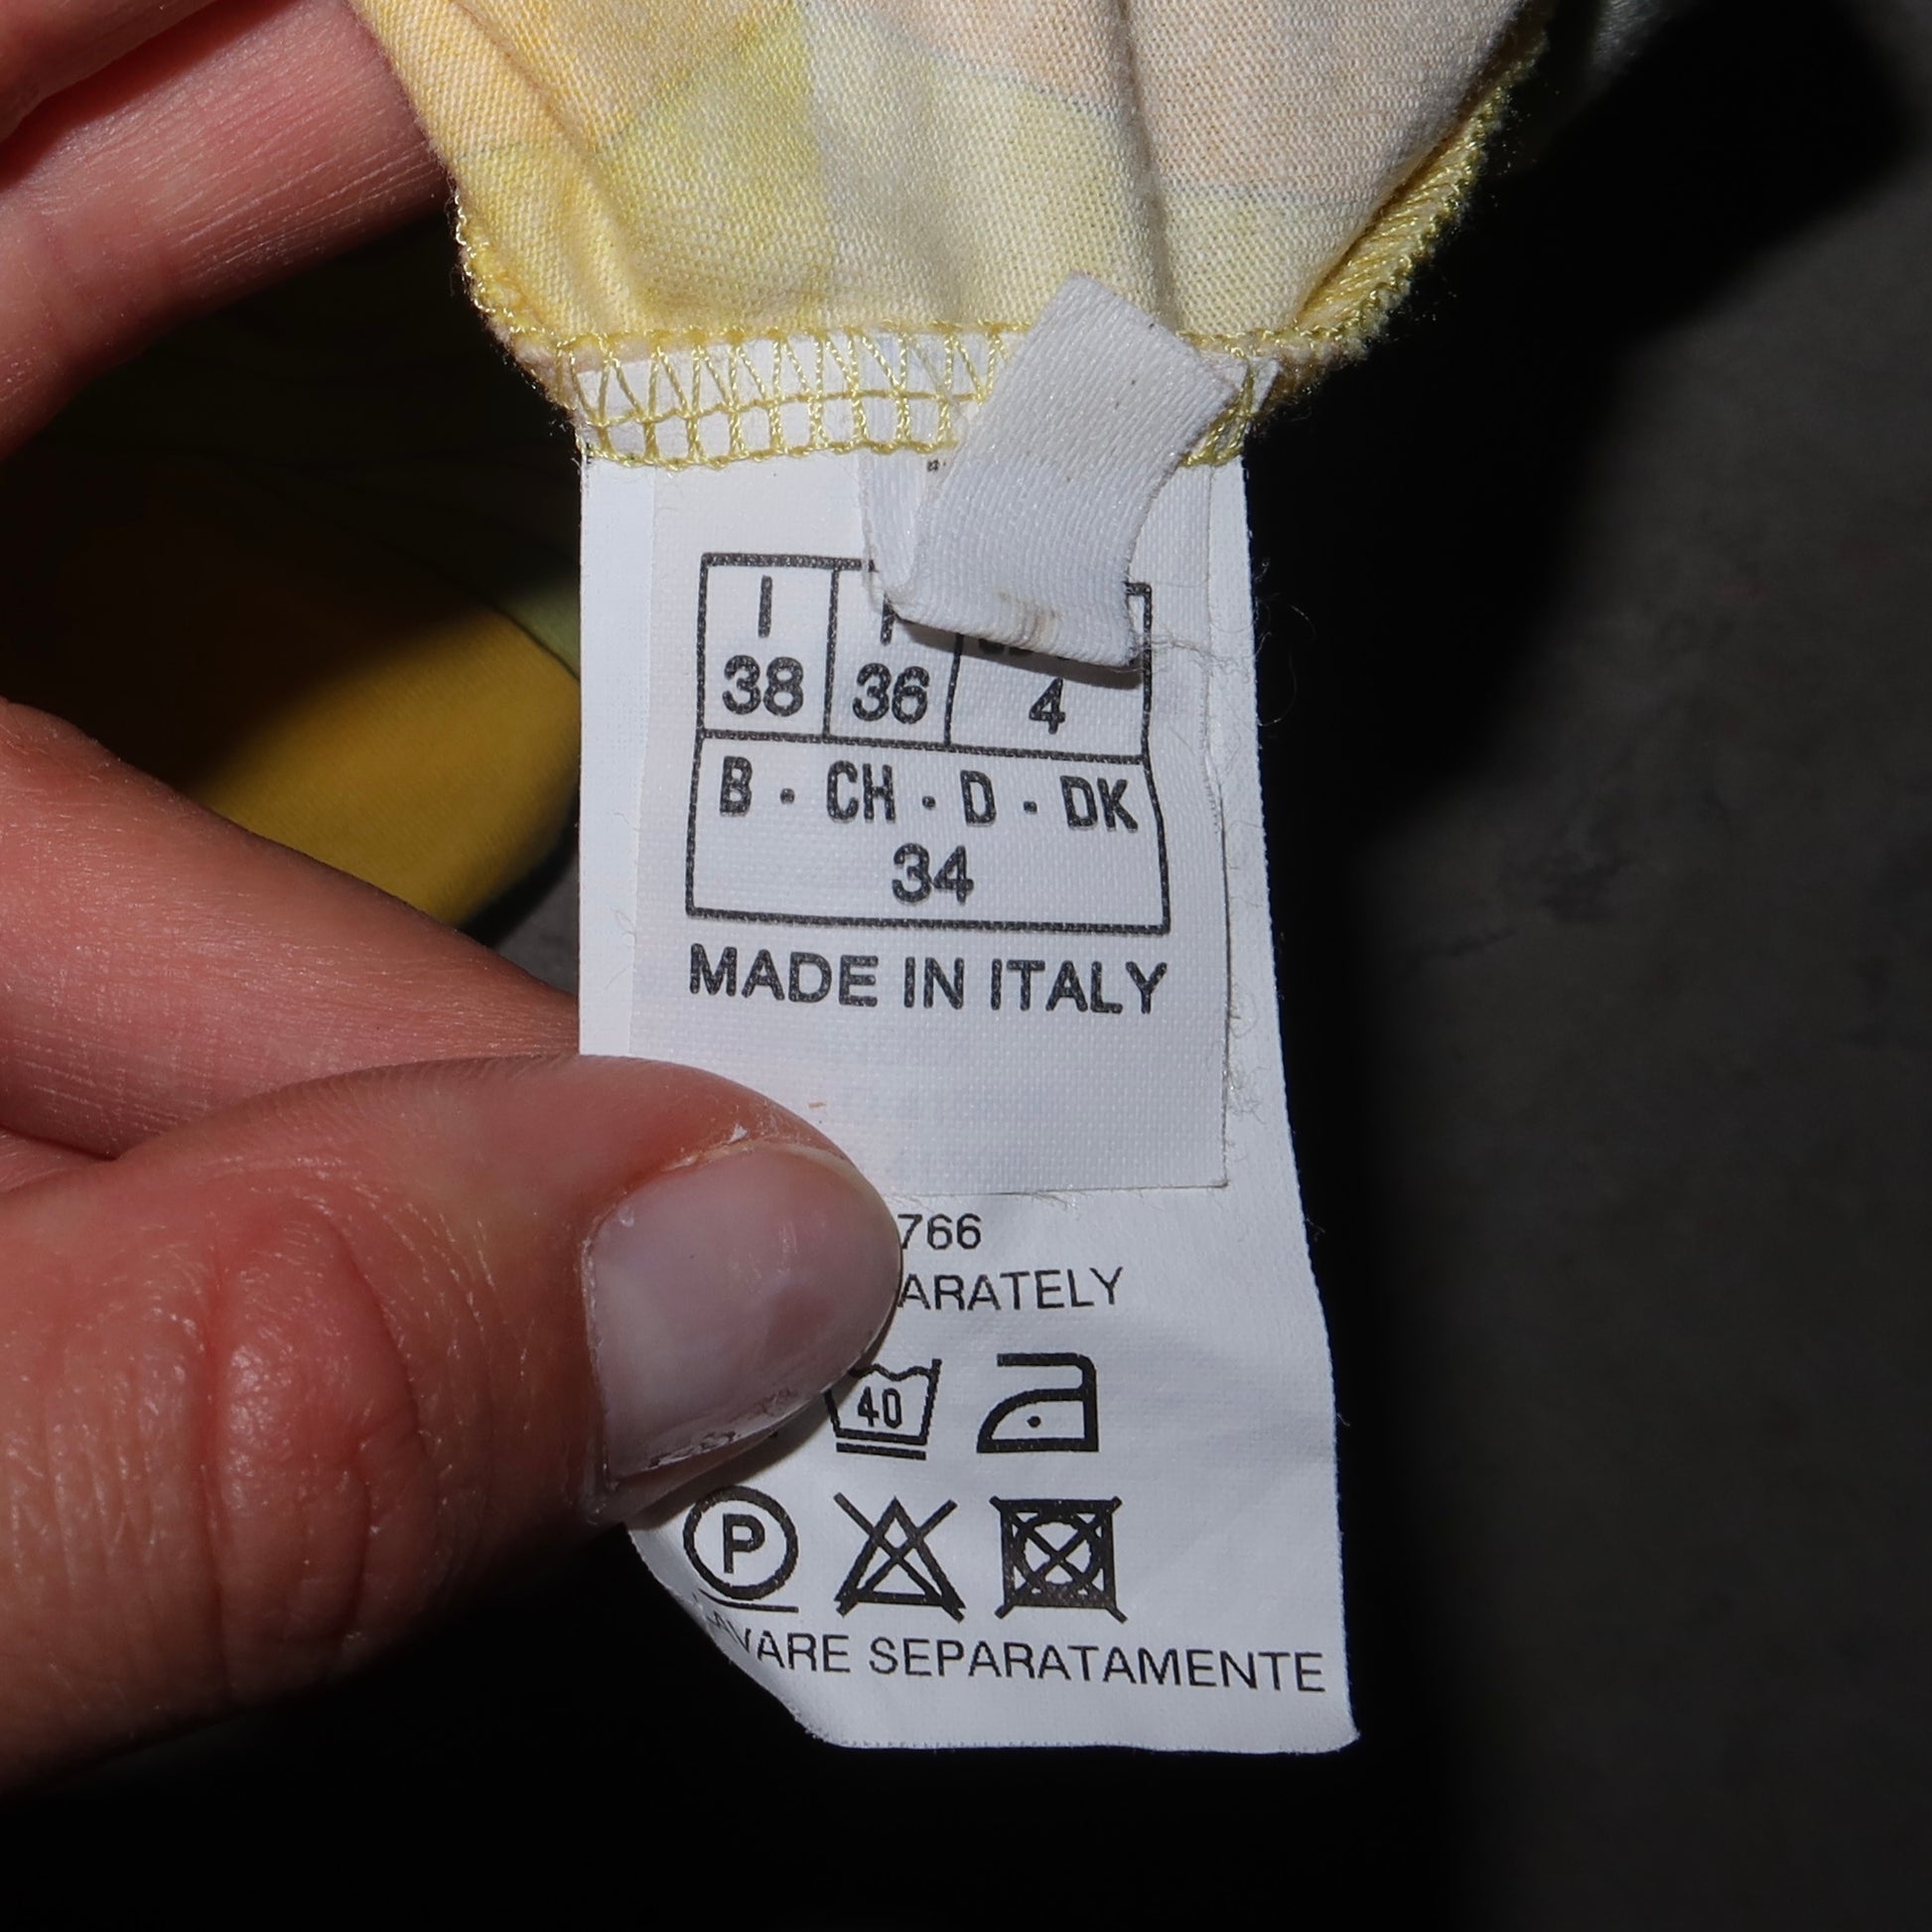 I
38 36 4
B · CH · D · DK
34
MADE IN ITALY
766
ARATELY
40
P
VARE SEPARATAMENTE